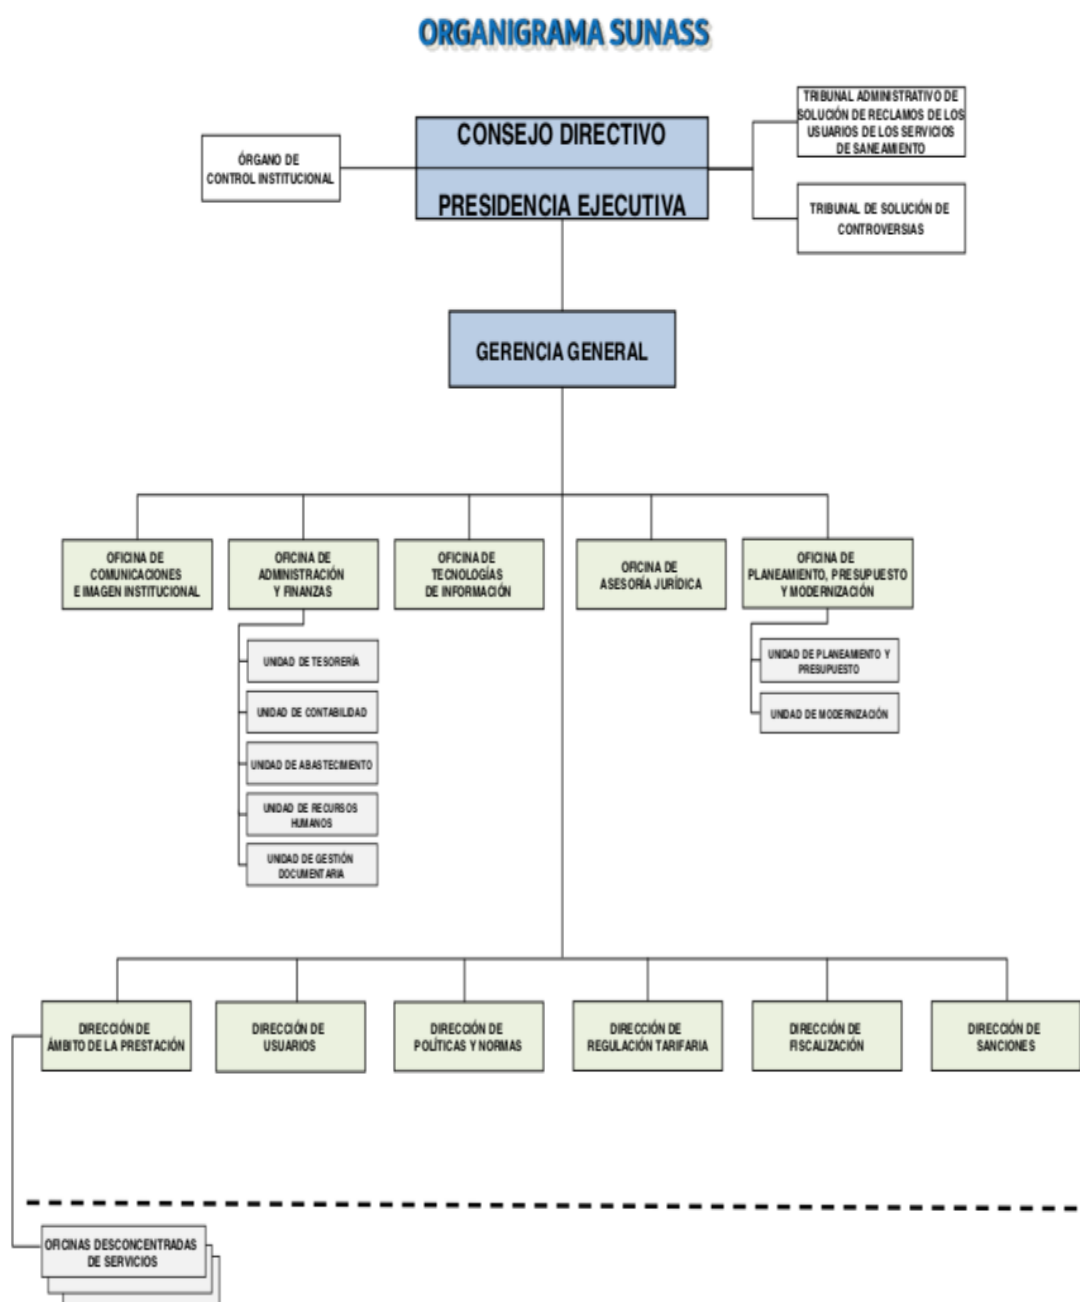 ORGANIGRAMA SUNASS
TRIBUNAL ADMINISTRATIVO DE
SOLUCIÓN DE RECLAMOS DE LOS
USUARIOS DE LOS SERVICIOS
DE SANEAMIENTO
CONSEJO DIRECTIVO
PRESIDENCIA EJECUTIVA
ÓRGANO DE
CONTROL INSTITUCIONAL
TRIBUNAL DE SOLUCIÓN DE
CONTROVERSIAS
GERENCIA GENERAL
OFICINA DE
COMUNICACIONES
E IMAGEN INSTITUCIONAL
OFICINA DE
ADMINISTRACIÓN
Y FINANZAS
OFICINA DE
TECNOLOGÍAS
DE INFORMACIÓN
OFICINA DE
ASESORÍA JURÍDICA
OFICINA DE
PLANEAMIENTO, PRESUPUESTO
Y MODERNIZACIÓN
UNIDAD DE TESORERÍA
UNIDAD DE CONTABILIDAD
UNIDAD DE ABASTECIMIENTO
UNIDAD DE RECURSOS
HUMANOS
UNIDAD DE GESTIÓN
DOCUMENTARIA
UNIDAD DE PLANEAMIENTO Y
PRESUPUESTO
UNIDAD DE MODERNIZACIÓN
DIRECCIÓN DE
ÁMBITO DE LA PRESTACIÓN
DIRECCIÓN DE
USUARIOS
DIRECCIÓN DE
POLÍTICAS Y NORMAS
DIRECCIÓN DE
REGULACIÓN TARIFARIA
DIRECCIÓN DE
FISCALIZACIÓN
DIRECCIÓN DE
SANCIONES
OFICINAS DESCONCENTRADAS
DE SERVICIOS